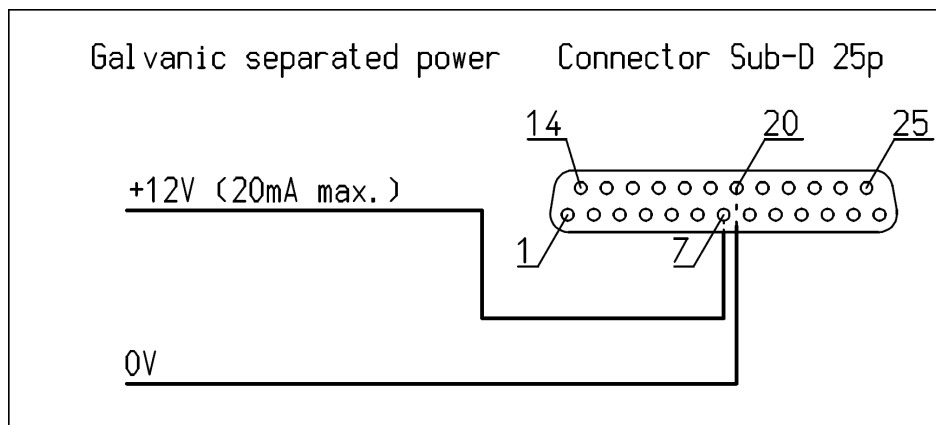 Galvanic separated power
Connector Sub-D 25p
14
20
25
+12V (20mA max.)
1
7
0V